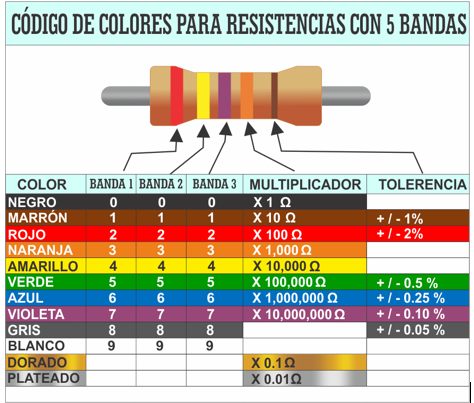 CÓDIGO DE COLORES PARA RESISTENCIAS CON 5 BANDAS
COLOR BANDA 1 BANDA 2 BANDA 3 MULTIPLICADOR TOLERENCIA
NEGRO 0 0 0 X 1 Ω
MARRÓN 1 1 1 X 10 Ω + / - 1%
ROJO 2 2 2 X 100 Ω + / - 2%
NARANJA 3 3 3 X 1,000 Ω
AMARILLO 4 4 4 X 10,000 Ω
VERDE 5 5 5 X 100,000 Ω + / - 0.5 %
AZUL 6 6 6 X 1,000,000 Ω + / - 0.25 %
VIOLETA 7 7 7 X 10,000,000 Ω + / - 0.10 %
GRIS 8 8 8 + / - 0.05 %
BLANCO 9 9 9
DORADO X 0.1 Ω
PLATEADO X 0.01 Ω